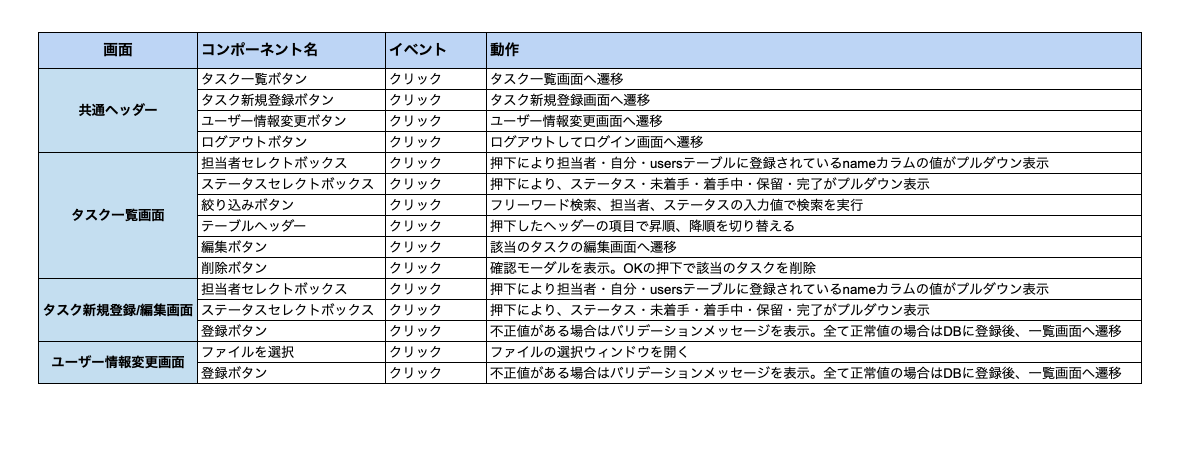 画面 コンポーネント名 イベント 動作
共通ヘッダー タスク一覧ボタン クリック タスク一覧画面へ遷移
タスク新規登録ボタン クリック タスク新規登録画面へ遷移
ユーザー情報変更ボタン クリック ユーザー情報変更画面へ遷移
ログアウトボタン クリック ログアウトしてログイン画面へ遷移
タスク一覧画面 担当者セレクトボックス クリック 押下により担当者・自分・usersテーブルに登録されているnameカラムの値がプルダウン表示
ステータスセレクトボックス クリック 押下により、ステータス・未着手・着手中・保留・完了がプルダウン表示
絞り込みボタン クリック フリーワード検索、担当者、ステータスの入力値で検索を実行
テーブルヘッダー クリック 押下したヘッダーの項目で昇順、降順を切り替える
編集ボタン クリック 該当のタスクの編集画面へ遷移
削除ボタン クリック 確認モーダルを表示。OKの押下で該当のタスクを削除
タスク新規登録/編集画面 担当者セレクトボックス クリック 押下により担当者・自分・usersテーブルに登録されているnameカラムの値がプルダウン表示
ステータスセレクトボックス クリック 押下により、ステータス・未着手・着手中・保留・完了がプルダウン表示
登録ボタン クリック 不正値がある場合はバリデーションメッセージを表示。全て正常値の場合はDBに登録後、一覧画面へ遷移
ユーザー情報変更画面 ファイルを選択 クリック ファイルの選択ウィンドウを開く
登録ボタン クリック 不正値がある場合はバリデーションメッセージを表示。全て正常値の場合はDBに登録後、一覧画面へ遷移